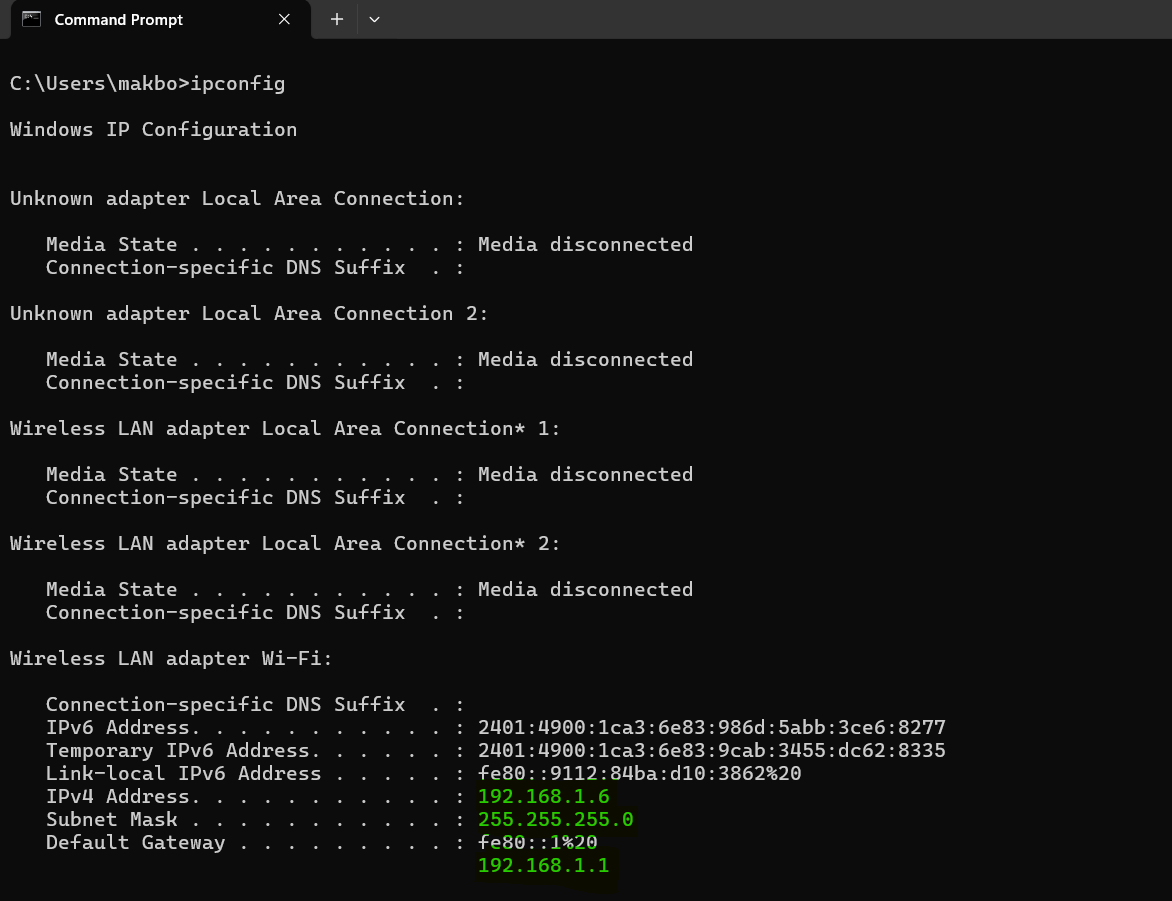 Command Prompt
C:\Users\makbo>ipconfig
Windows IP Configuration
Unknown adapter Local Area Connection:
Media State . . . . . . . . . . . : Media disconnected
Connection-specific DNS Suffix  . :
Unknown adapter Local Area Connection 2:
Media State . . . . . . . . . . . : Media disconnected
Connection-specific DNS Suffix  . :
Wireless LAN adapter Local Area Connection* 1:
Media State . . . . . . . . . . . : Media disconnected
Connection-specific DNS Suffix  . :
Wireless LAN adapter Local Area Connection* 2:
Media State . . . . . . . . . . . : Media disconnected
Connection-specific DNS Suffix  . :
Wireless LAN adapter Wi-Fi:
Connection-specific DNS Suffix  . :
IPv6 Address. . . . . . . . . . . : 2401:4900:1ca3:6e83:986d:5abb:3ce6:8277
Temporary IPv6 Address. . . . . . : 2401:4900:1ca3:6e83:9cab:3455:dc62:8335
Link-local IPv6 Address . . . . . : fe80::9112:84ba:d10:3862%20
IPv4 Address. . . . . . . . . . . : 192.168.1.6
Subnet Mask . . . . . . . . . . . : 255.255.255.0
Default Gateway . . . . . . . . . : fe80::1%20
192.168.1.1